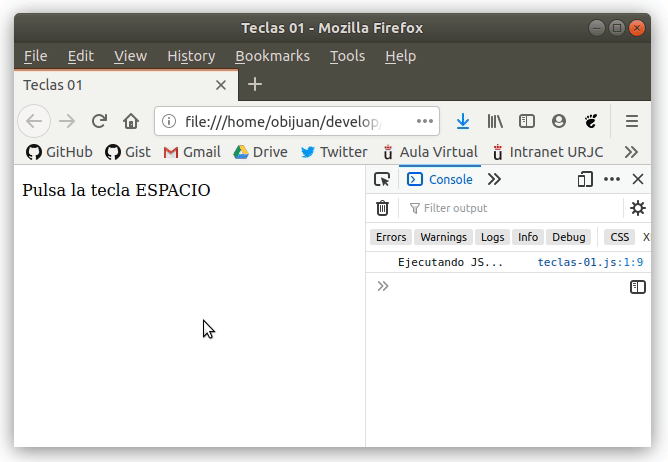 Teclas 01 - Mozilla Firefox
File Edit View History Bookmarks Tools Help
Teclas 01
file:///home/obijuan/develop/
GitHub Gist Gmail Drive Twitter Aula Virtual Intranet URJC
Pulsa la tecla ESPACIO
Console
Filter output
Errors Warnings Logs Info Debug CSS X
Ejecutando JS... teclas-01.js:1:9